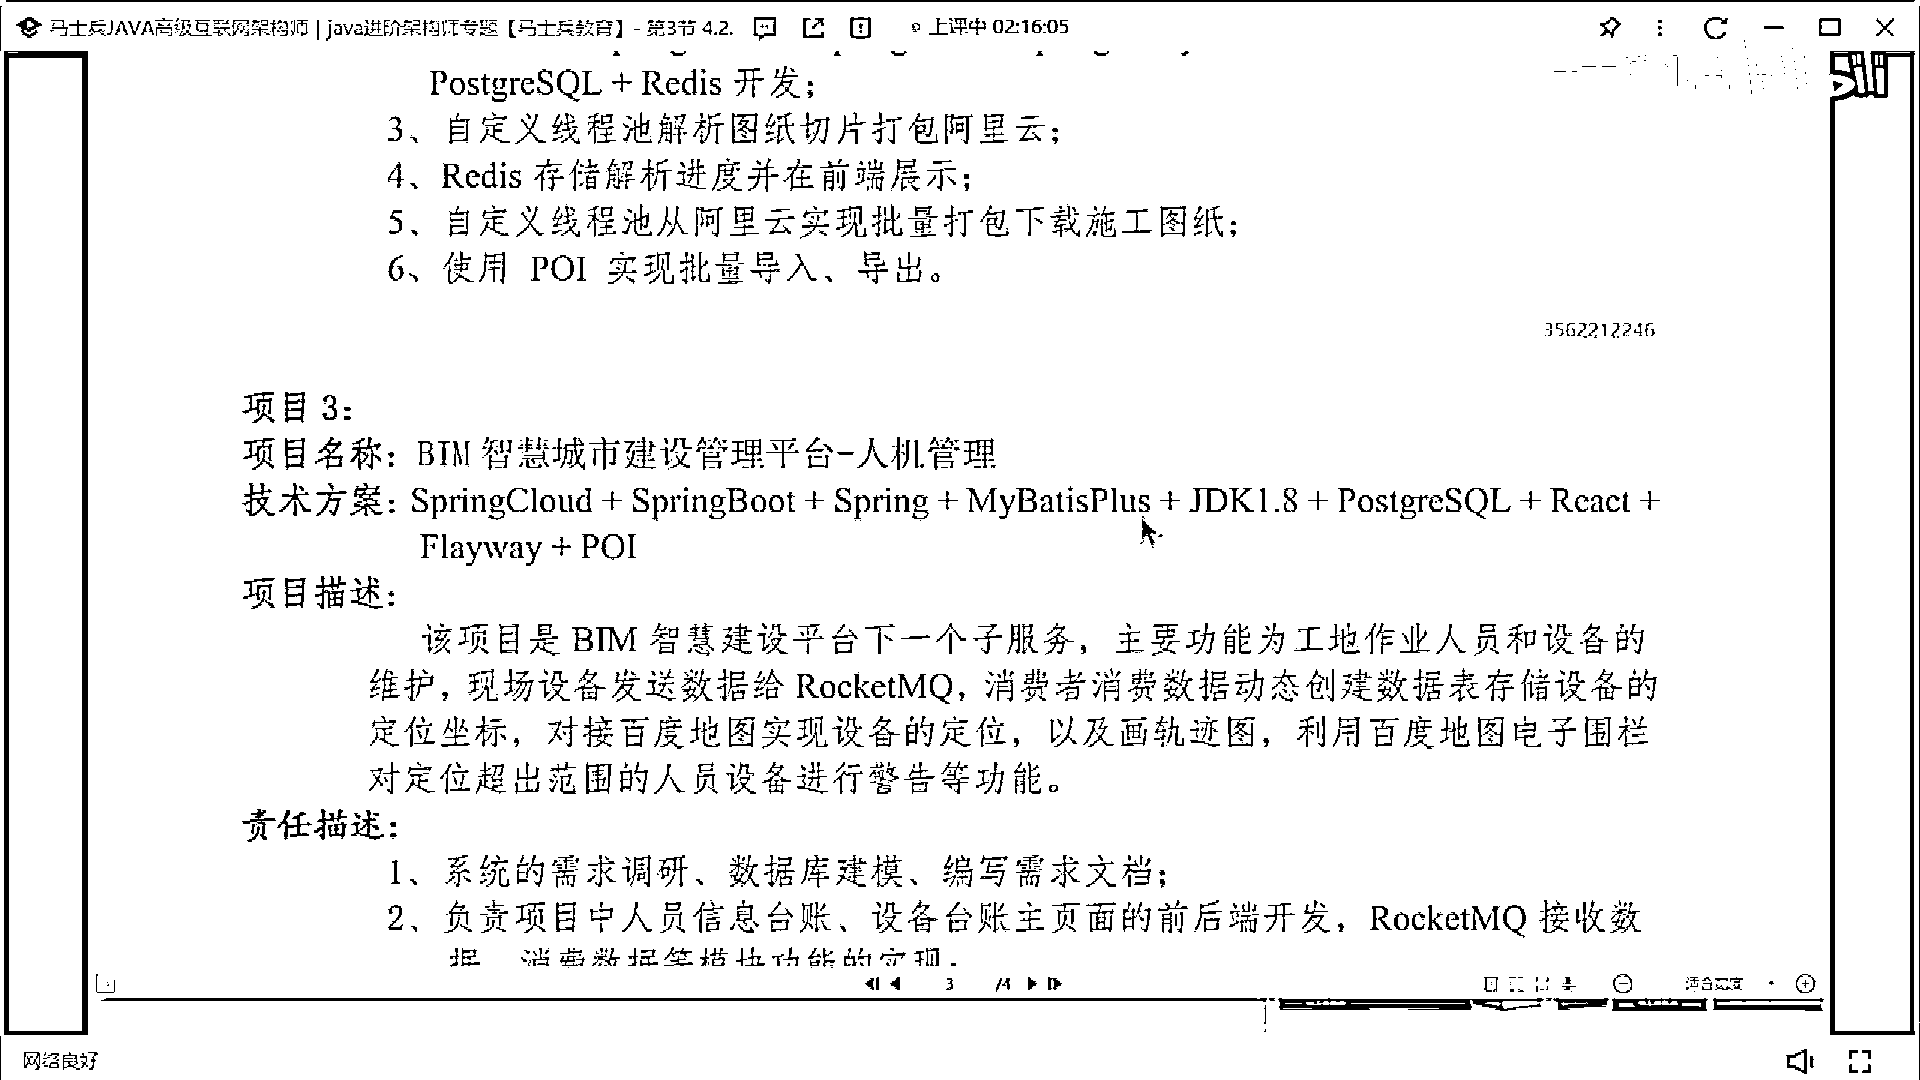 马士兵JAVA高级互联网架构师 | java进阶架构师专题【马士兵教育】- 第3节 4.2.
上课中 02:16:05
PostgreSQL + Redis 开发；
3、自定义线程池解析图纸切片打包阿里云；
4、Redis 存储解析进度并在前端展示；
5、自定义线程池从阿里云实现批量打包下载施工图纸；
6、使用 POI 实现批量导入、导出。
3562212246
项目 3：
项目名称：BIM 智慧城市建设管理平台-人机管理
技术方案：SpringCloud + SpringBoot + Spring + MyBatisPlus + JDK1.8 + PostgreSQL + React +
Flayway + POI
项目描述：
该项目是 BIM 智慧建设平台下一个子服务，主要功能为工地作业人员和设备的
维护，现场设备发送数据给 RocketMQ，消费者消费数据动态创建数据表存储设备的
定位坐标，对接百度地图实现设备的定位，以及画轨迹图，利用百度地图电子围栏
对定位超出范围的人员设备进行警告等功能。
责任描述：
1、系统的需求调研、数据库建模、编写需求文档；
2、负责项目中人员信息台账、设备台账主页面的前后端开发，RocketMQ 接收数
据、消费数据等模块功能的实现。
3 /4
适合宽度
网络良好